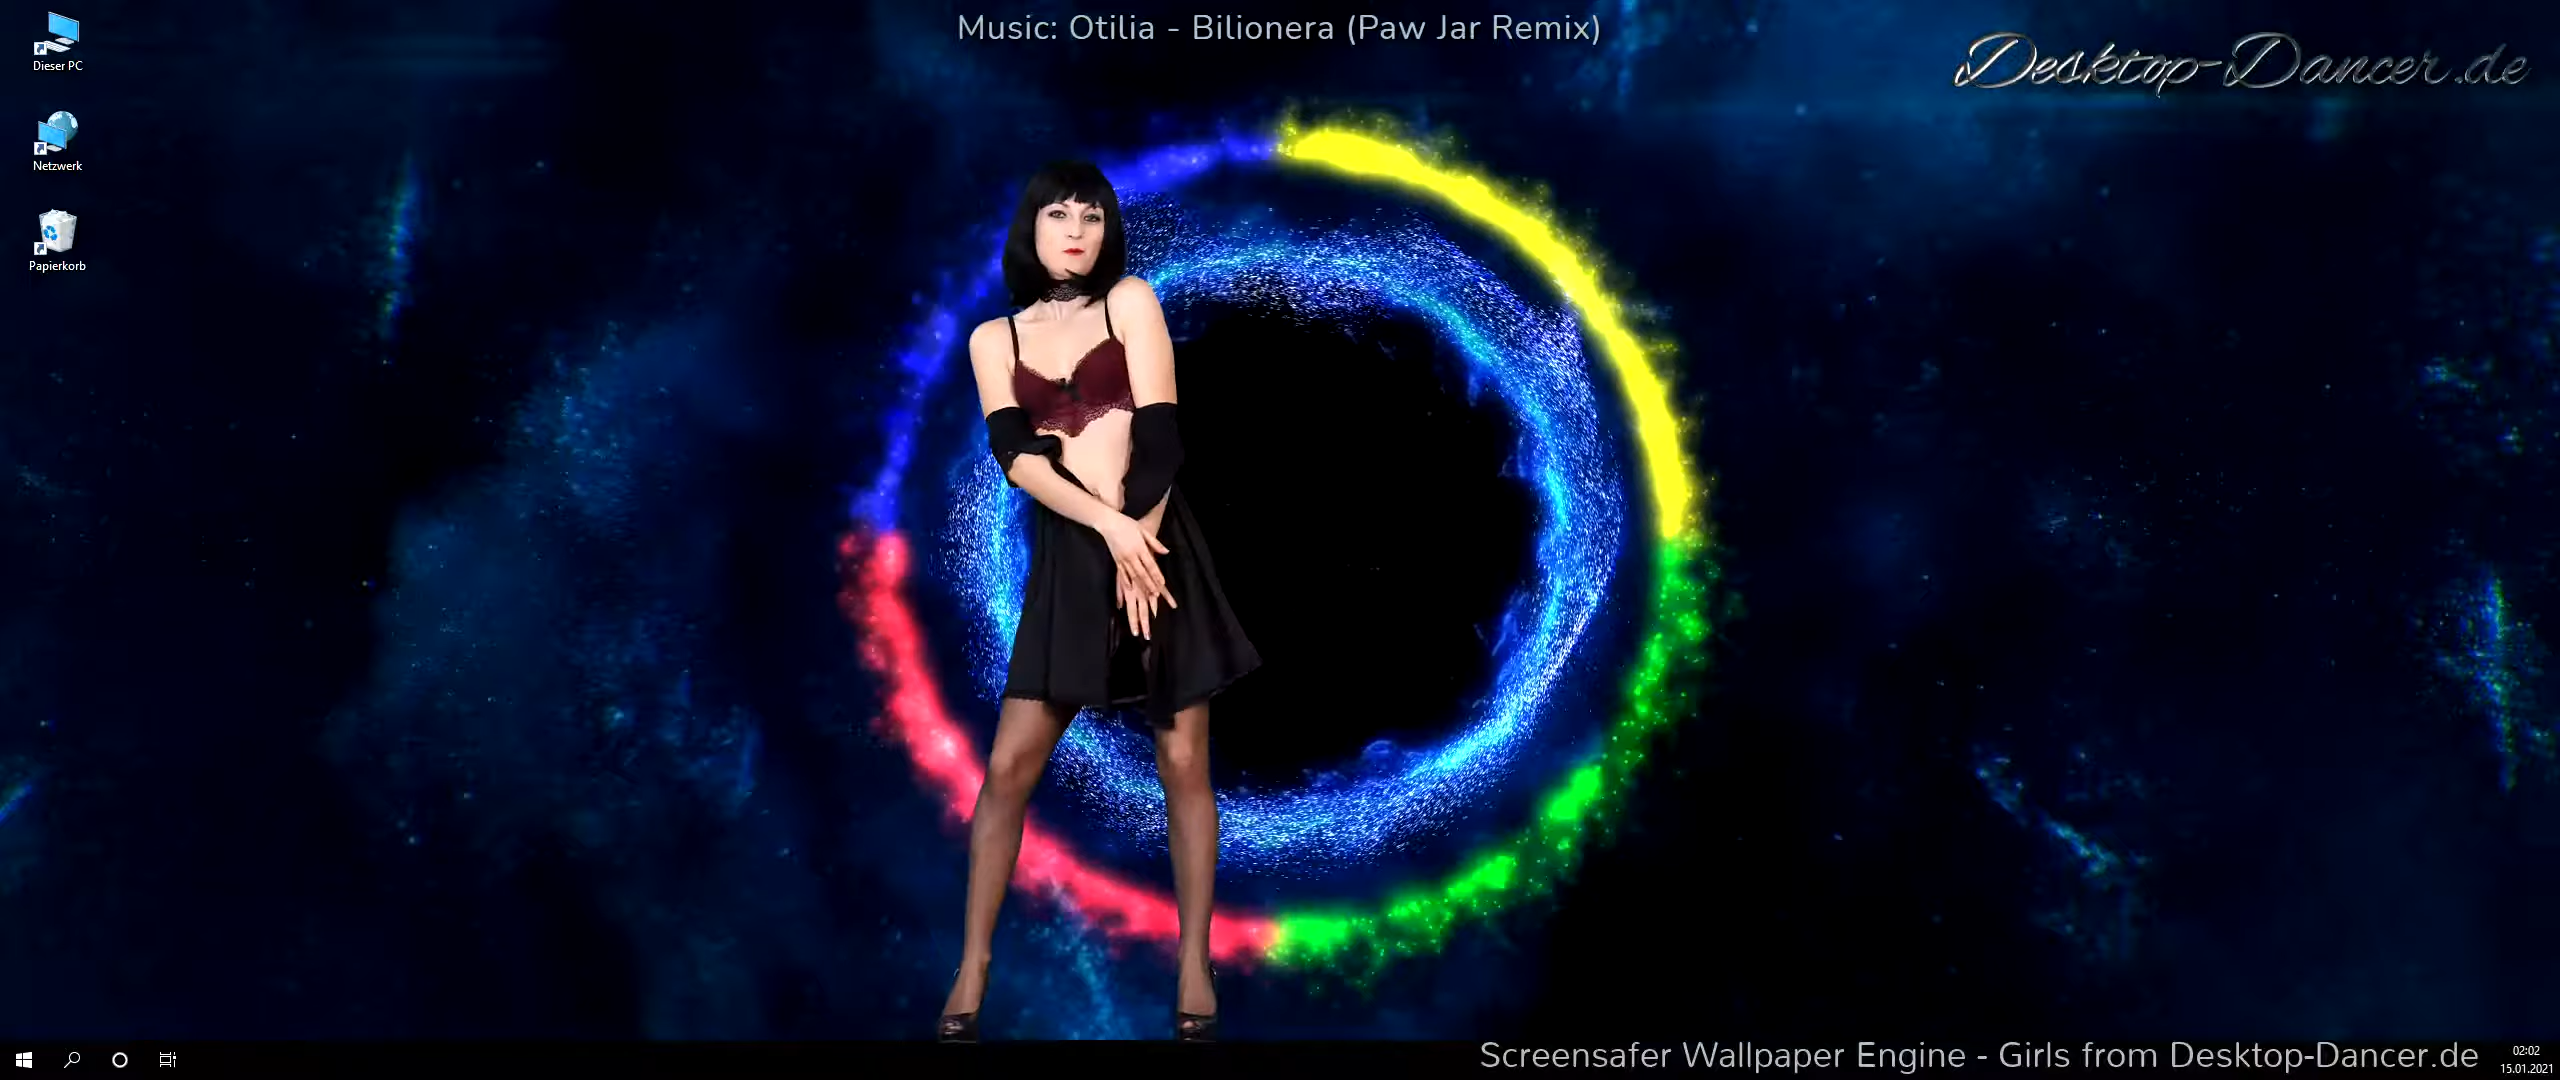 Music: Otilia - Bilionera (Paw Jar Remix)
Desktop-Dancer.de
Dieser PC
Netzwerk
Papierkorb
Screensafer Wallpaper Engine - Girls from Desktop-Dancer.de
02:02
15.01.2021